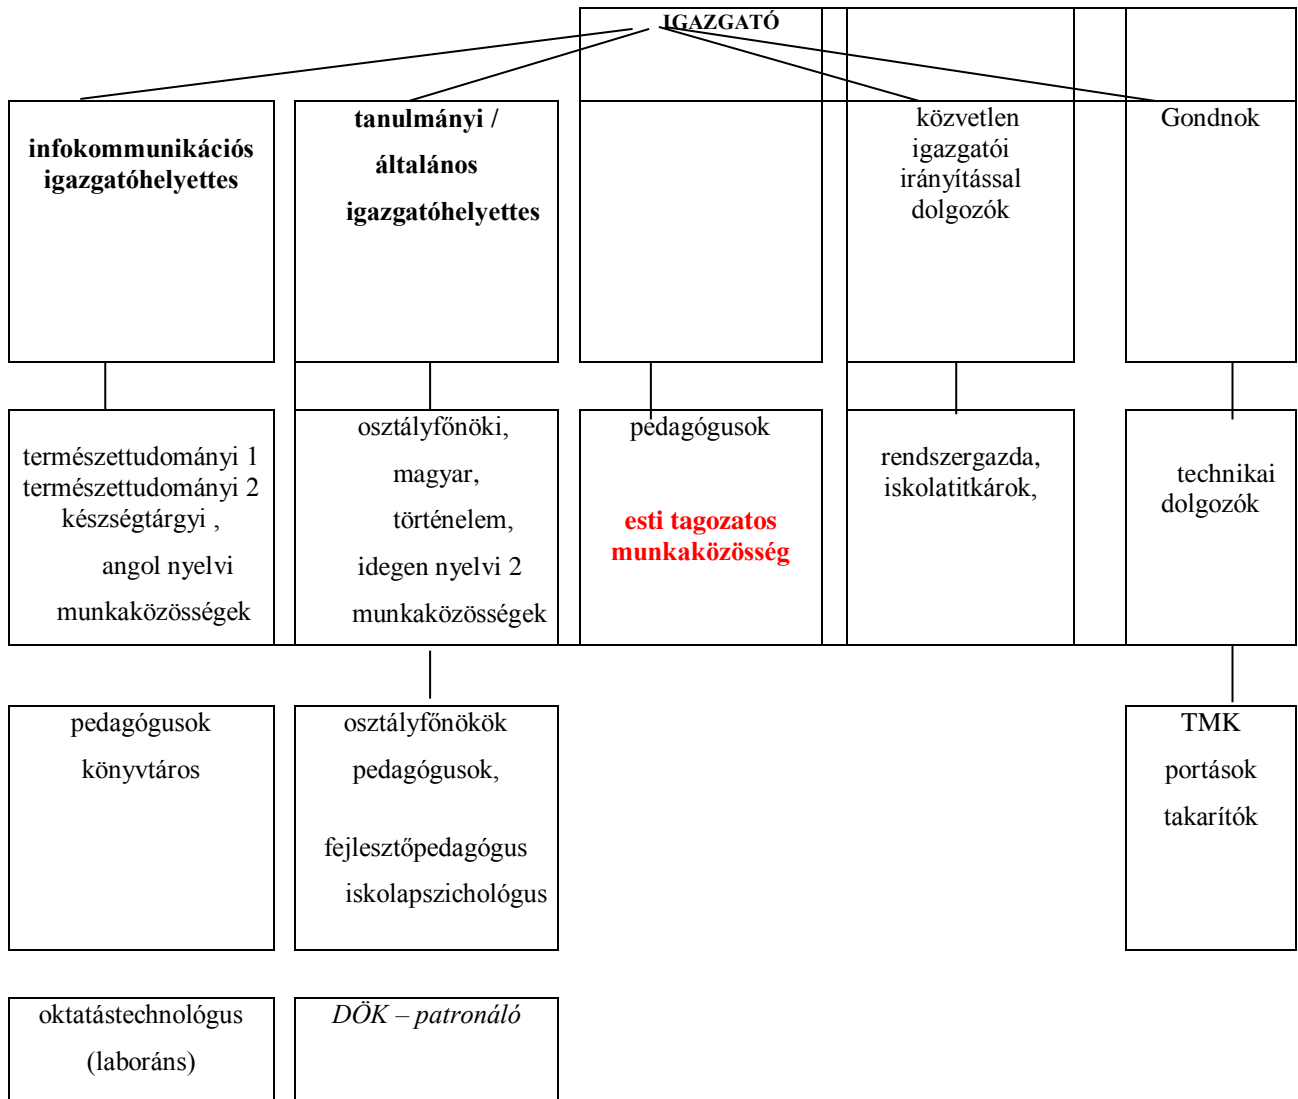 IGAZGATÓ
infokommunikációs
igazgatóhelyettes
tanulmányi /
általános
igazgatóhelyettes
közvetlen
igazgatói
irányítással
dolgozók
Gondnok
természettudományi 1
természettudományi 2
készségtárgyi ,
angol nyelvi
munkaközösségek
osztályfőnöki,
magyar,
történelem,
idegen nyelvi 2
munkaközösségek
pedagógusok
esti tagozatos
munkaközösség
rendszergazda,
iskolatitkárok,
technikai
dolgozók
pedagógusok
könyvtáros
osztályfőnökök
pedagógusok,
fejlesztőpedagógus
iskolapszichológus
TMK
portások
takarítók
oktatástechnológus
(laboráns)
DÖK – patronáló